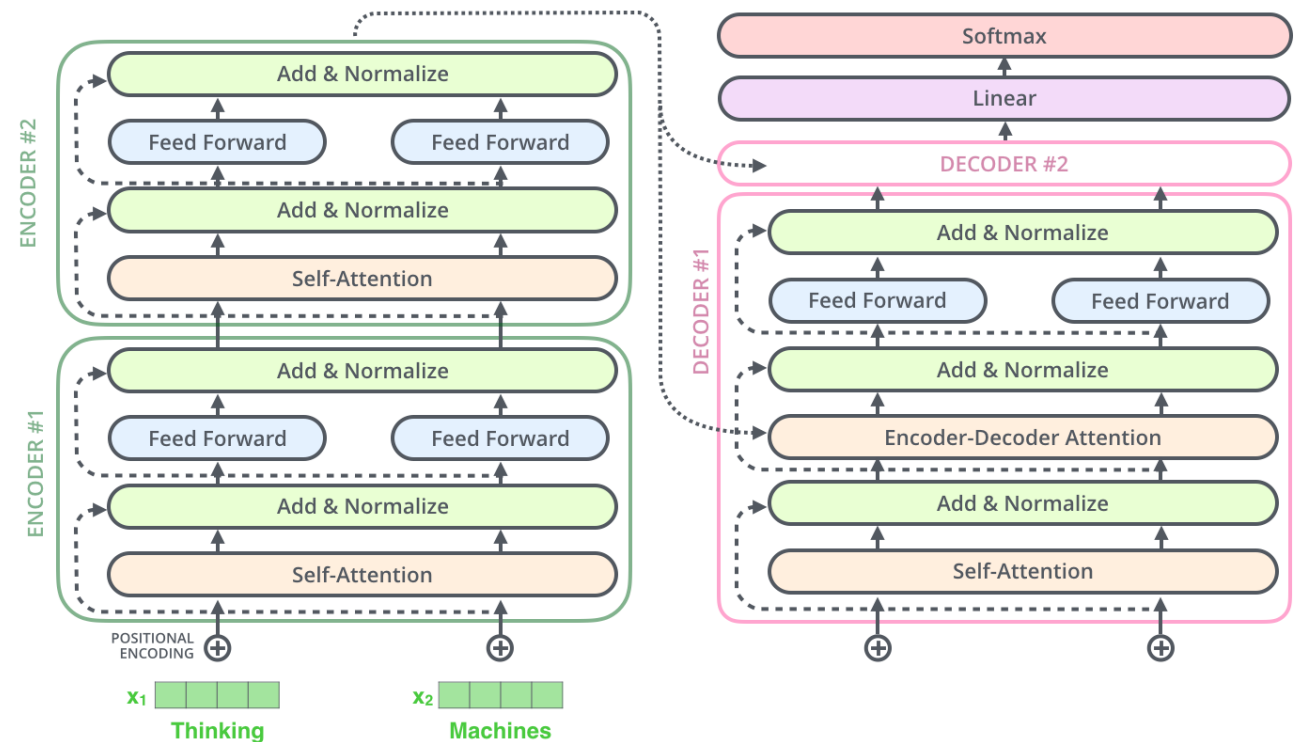 ENCODER #2
Add & Normalize
Feed Forward
Feed Forward
Add & Normalize
Self-Attention
ENCODER #1
Add & Normalize
Feed Forward
Feed Forward
Add & Normalize
Self-Attention
POSITIONAL
ENCODING
x₁
x₂
Thinking
Machines
Softmax
Linear
DECODER #2
DECODER #1
Add & Normalize
Feed Forward
Feed Forward
Add & Normalize
Encoder-Decoder Attention
Add & Normalize
Self-Attention